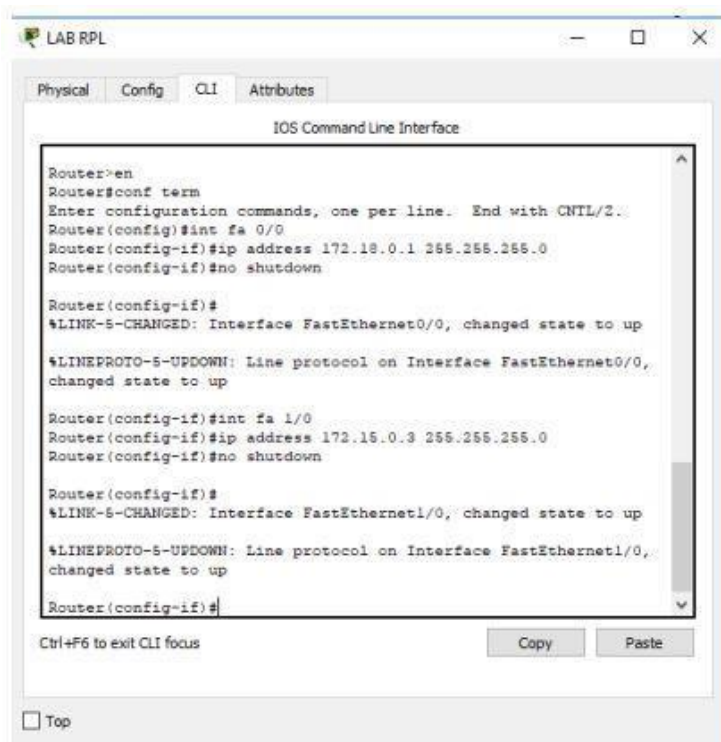 LAB RPL
Physical Config CLI Attributes
IOS Command Line Interface
Router>en
Router#conf term
Enter configuration commands, one per line. End with CNTL/Z.
Router(config)#int fa 0/0
Router(config-if)#ip address 172.18.0.1 255.255.255.0
Router(config-if)#no shutdown
Router(config-if)#
%LINK-5-CHANGED: Interface FastEthernet0/0, changed state to up
%LINEPROTO-5-UPDOWN: Line protocol on Interface FastEthernet0/0,
changed state to up
Router(config-if)#int fa 1/0
Router(config-if)#ip address 172.15.0.3 255.255.255.0
Router(config-if)#no shutdown
Router(config-if)#
%LINK-5-CHANGED: Interface FastEthernet1/0, changed state to up
%LINEPROTO-5-UPDOWN: Line protocol on Interface FastEthernet1/0,
changed state to up
Router(config-if)#
Ctrl+F6 to exit CLI focus
Copy Paste
Top